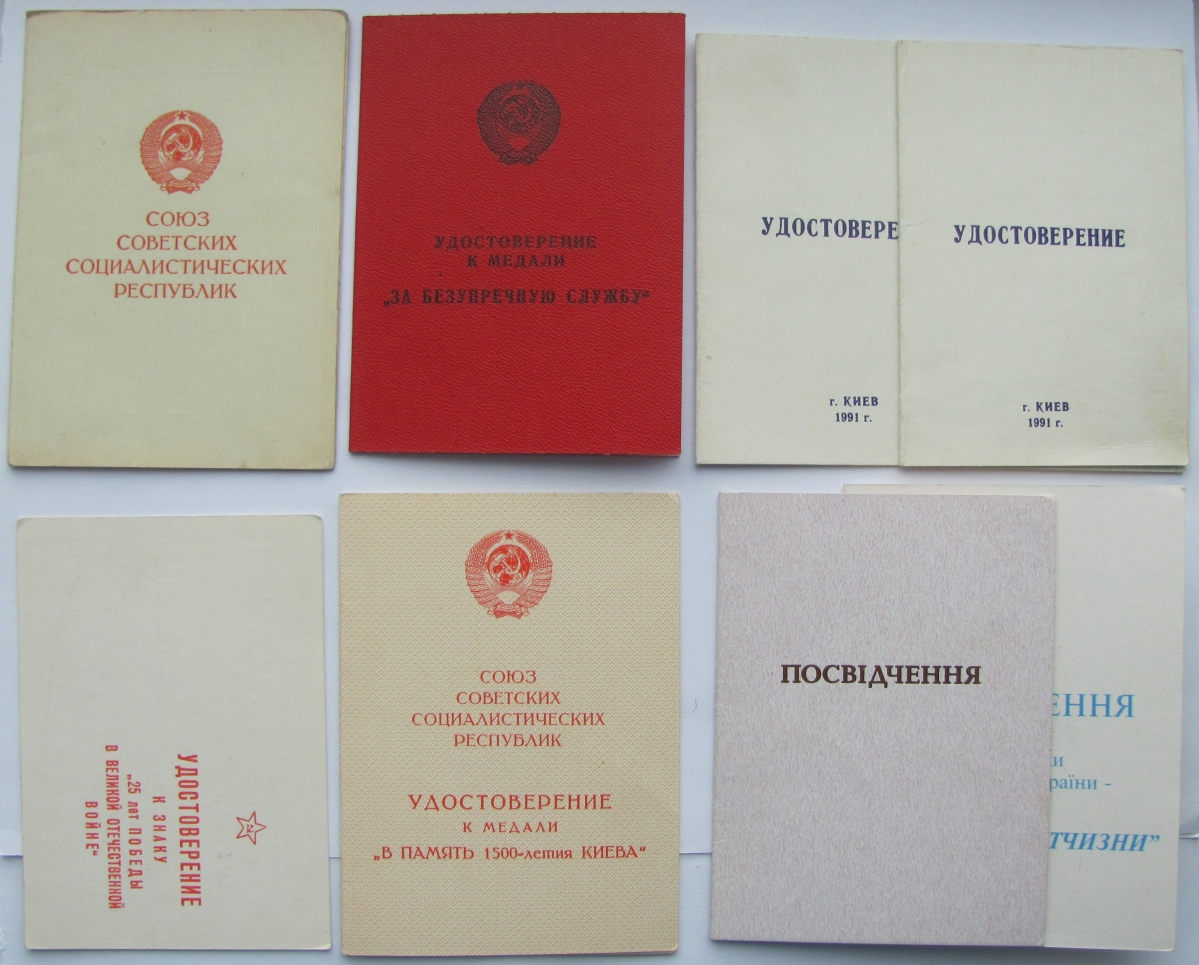 СОЮЗ
СОВЕТСКИХ
СОЦИАЛИСТИЧЕСКИХ
РЕСПУБЛИК
УДОСТОВЕРЕНИЕ
К МЕДАЛИ
„ЗА БЕЗУПРЕЧНУЮ СЛУЖБУ“
УДОСТОВЕРЕ
г. КИЕВ
1991 г.
УДОСТОВЕРЕНИЕ
г. КИЕВ
1991 г.
УДОСТОВЕРЕНИЕ
К ЗНАКУ
„25 лет ПОБЕДЫ
В ВЕЛИКОЙ ОТЕЧЕСТВЕННОЙ
ВОЙНЕ“
СОЮЗ
СОВЕТСКИХ
СОЦИАЛИСТИЧЕСКИХ
РЕСПУБЛИК
УДОСТОВЕРЕНИЕ
К МЕДАЛИ
„В ПАМЯТЬ 1500-летия КИЕВА“
ПОСВІДЧЕННЯ
ЕННЯ
и
раїни -
ТЧИЗНИ”